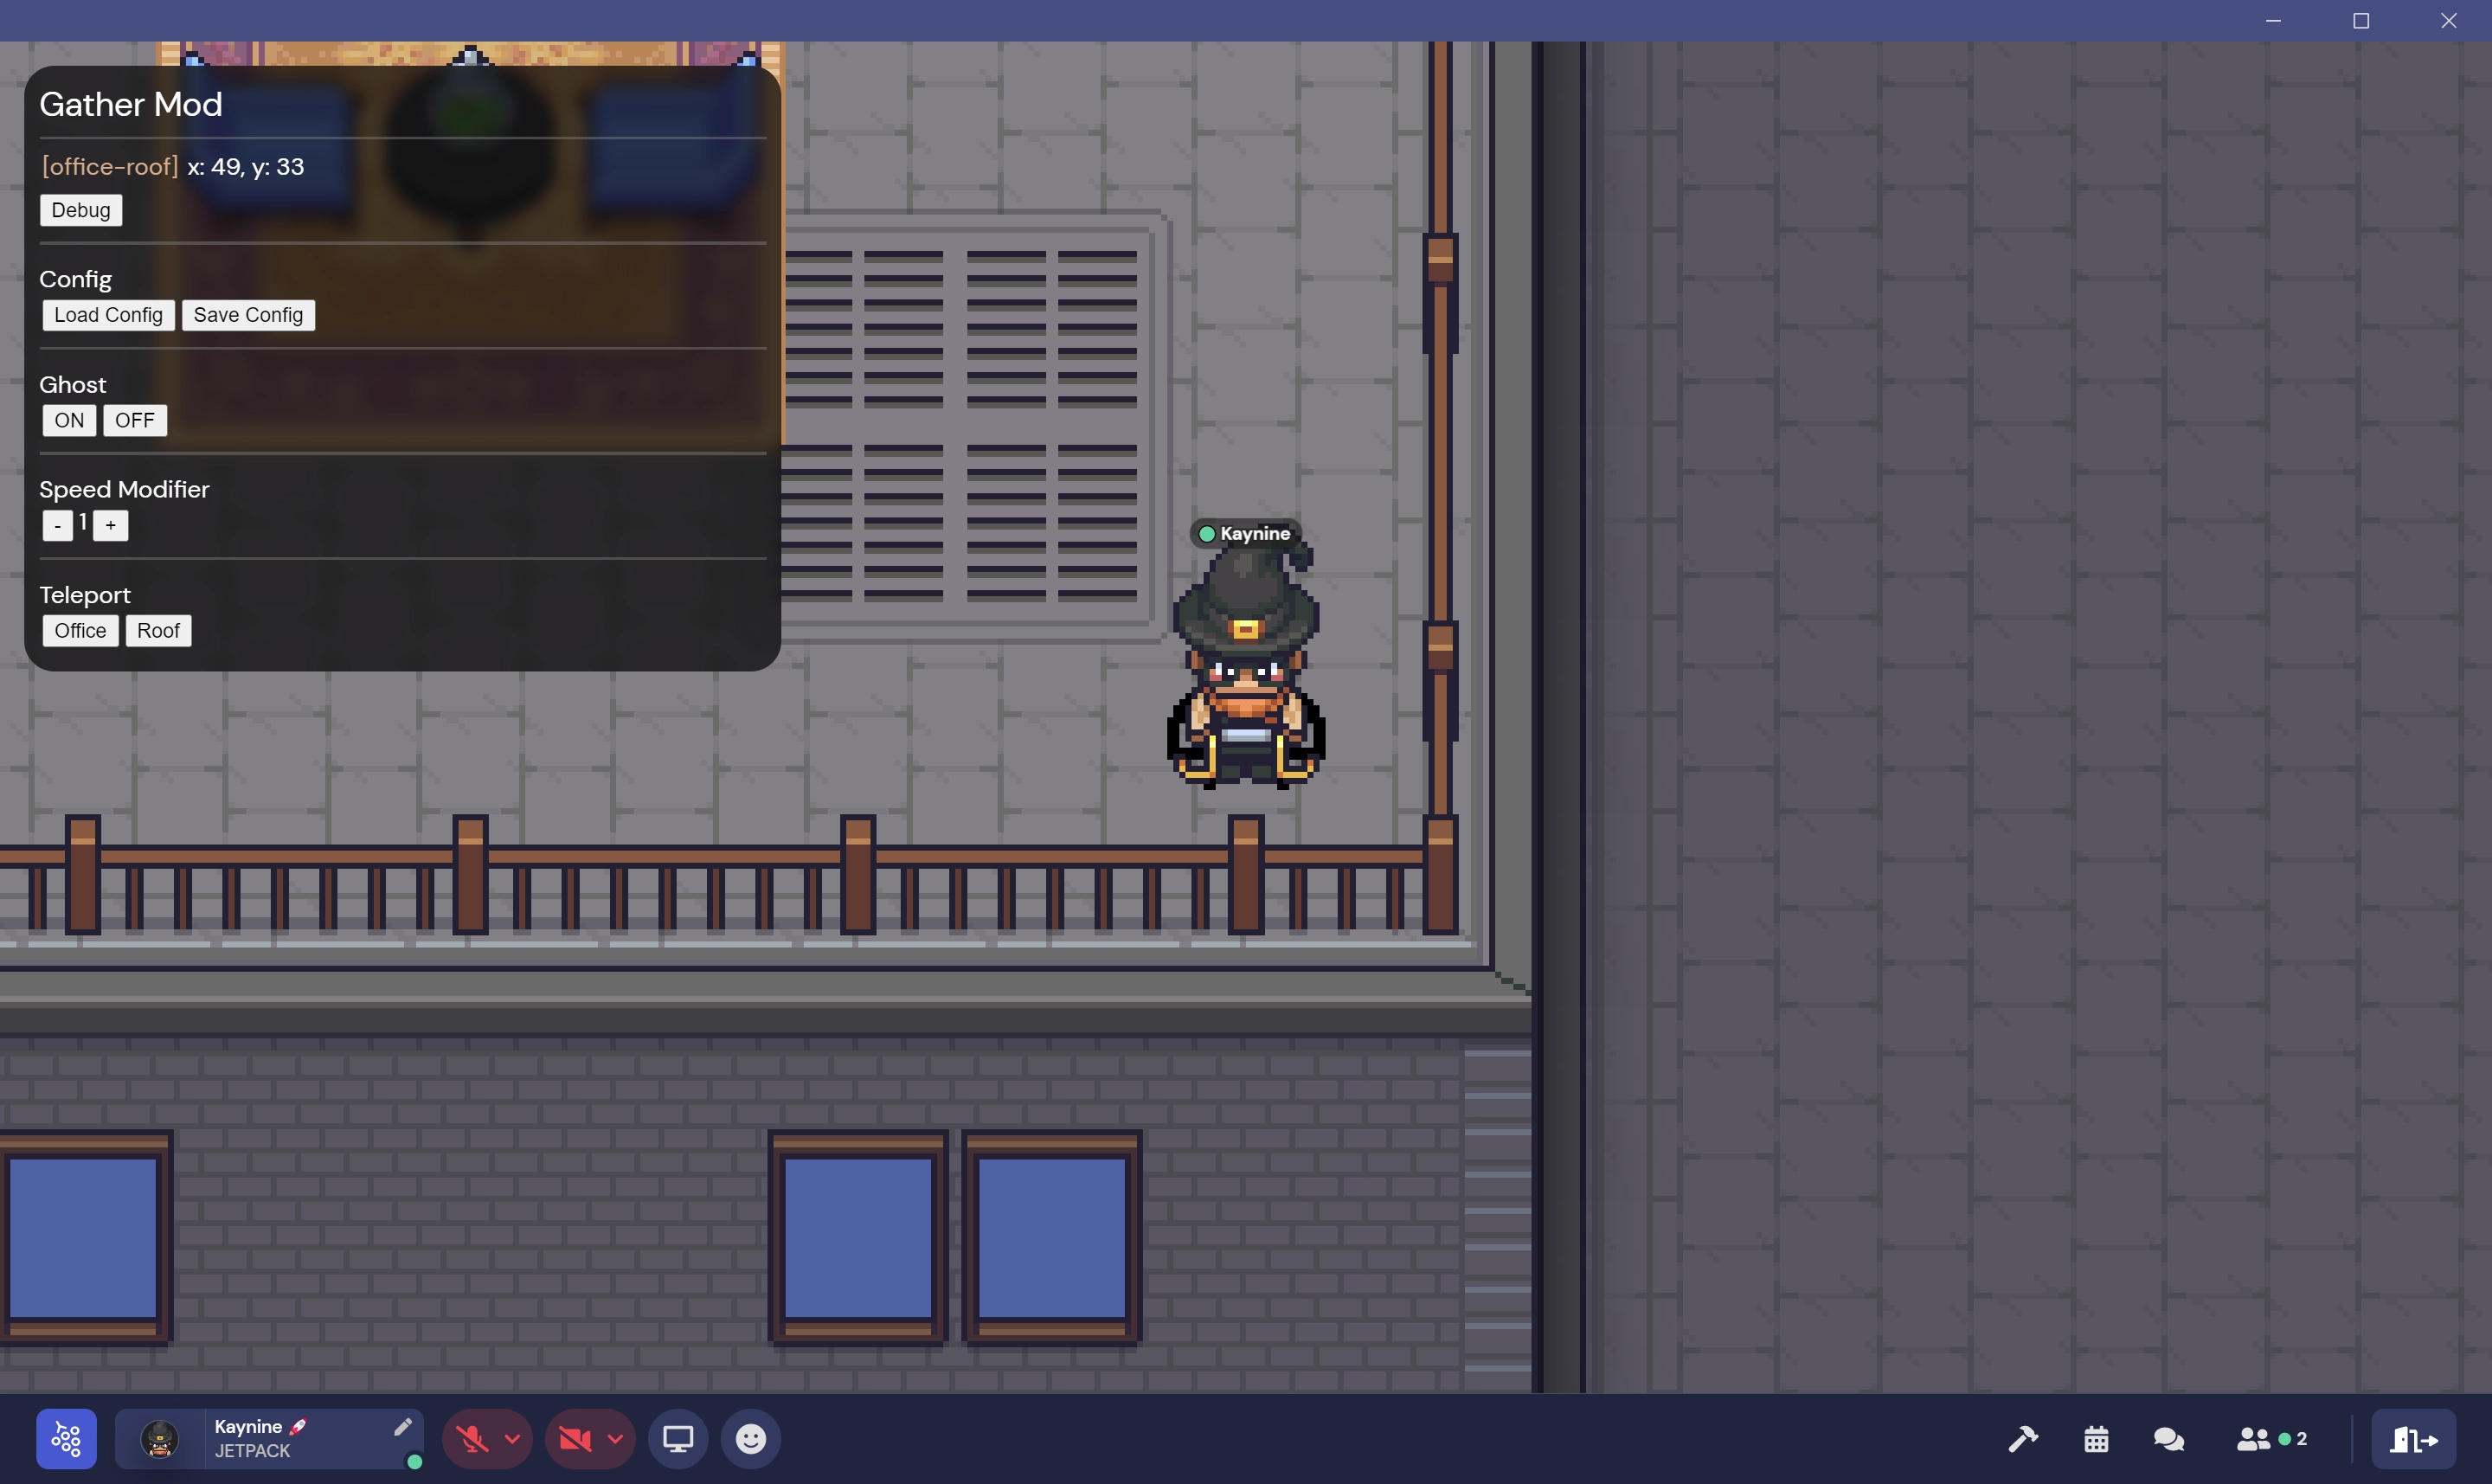 Gather Mod
[office-roof] x: 49, y: 33
Debug
Config
Load Config Save Config
Ghost
ON OFF
Speed Modifier
- 1 +
Teleport
Office Roof
Kaynine
Kaynine 🚀
JETPACK
2